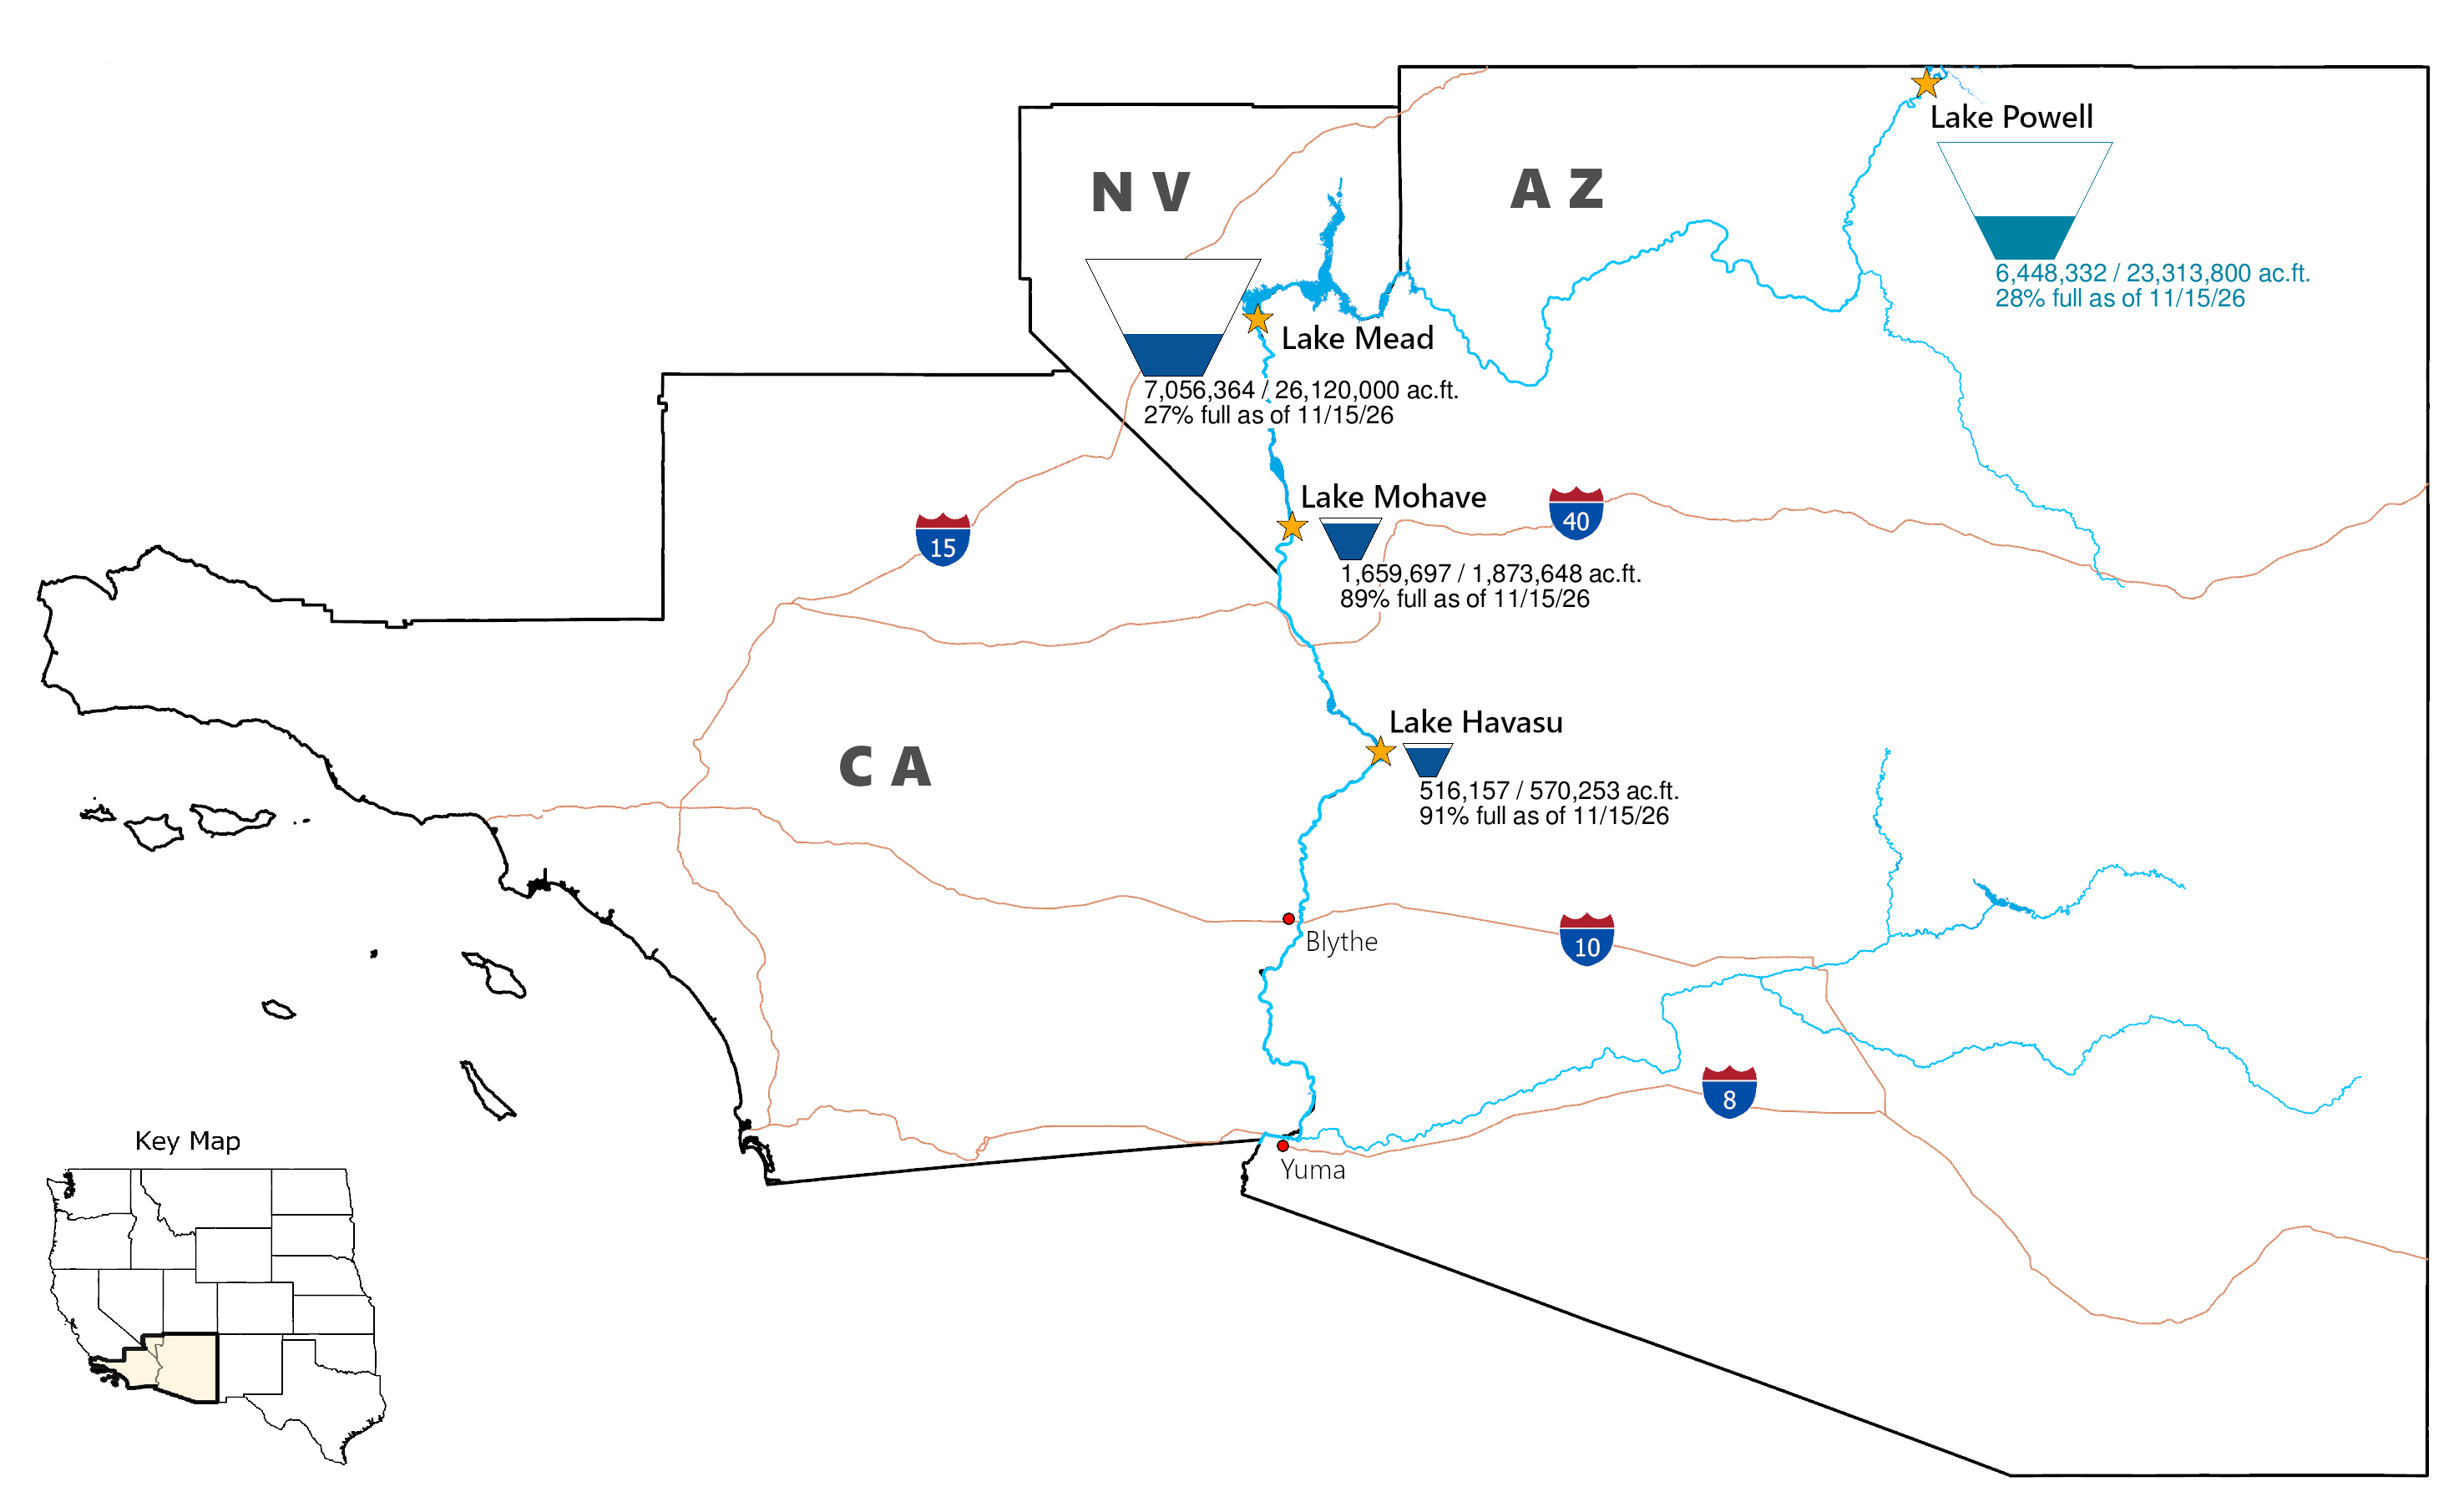 Lake Powell
N V
A Z
6,448,332 / 23,313,800 ac.ft.
28% full as of 11/15/26
Lake Mead
7,056,364 / 26,120,000 ac.ft.
27% full as of 11/15/26
Lake Mohave
40
15
1,659,697 / 1,873,648 ac.ft.
89% full as of 11/15/26
Lake Havasu
C A
516,157 / 570,253 ac.ft.
91% full as of 11/15/26
Blythe
10
8
Key Map
Yuma